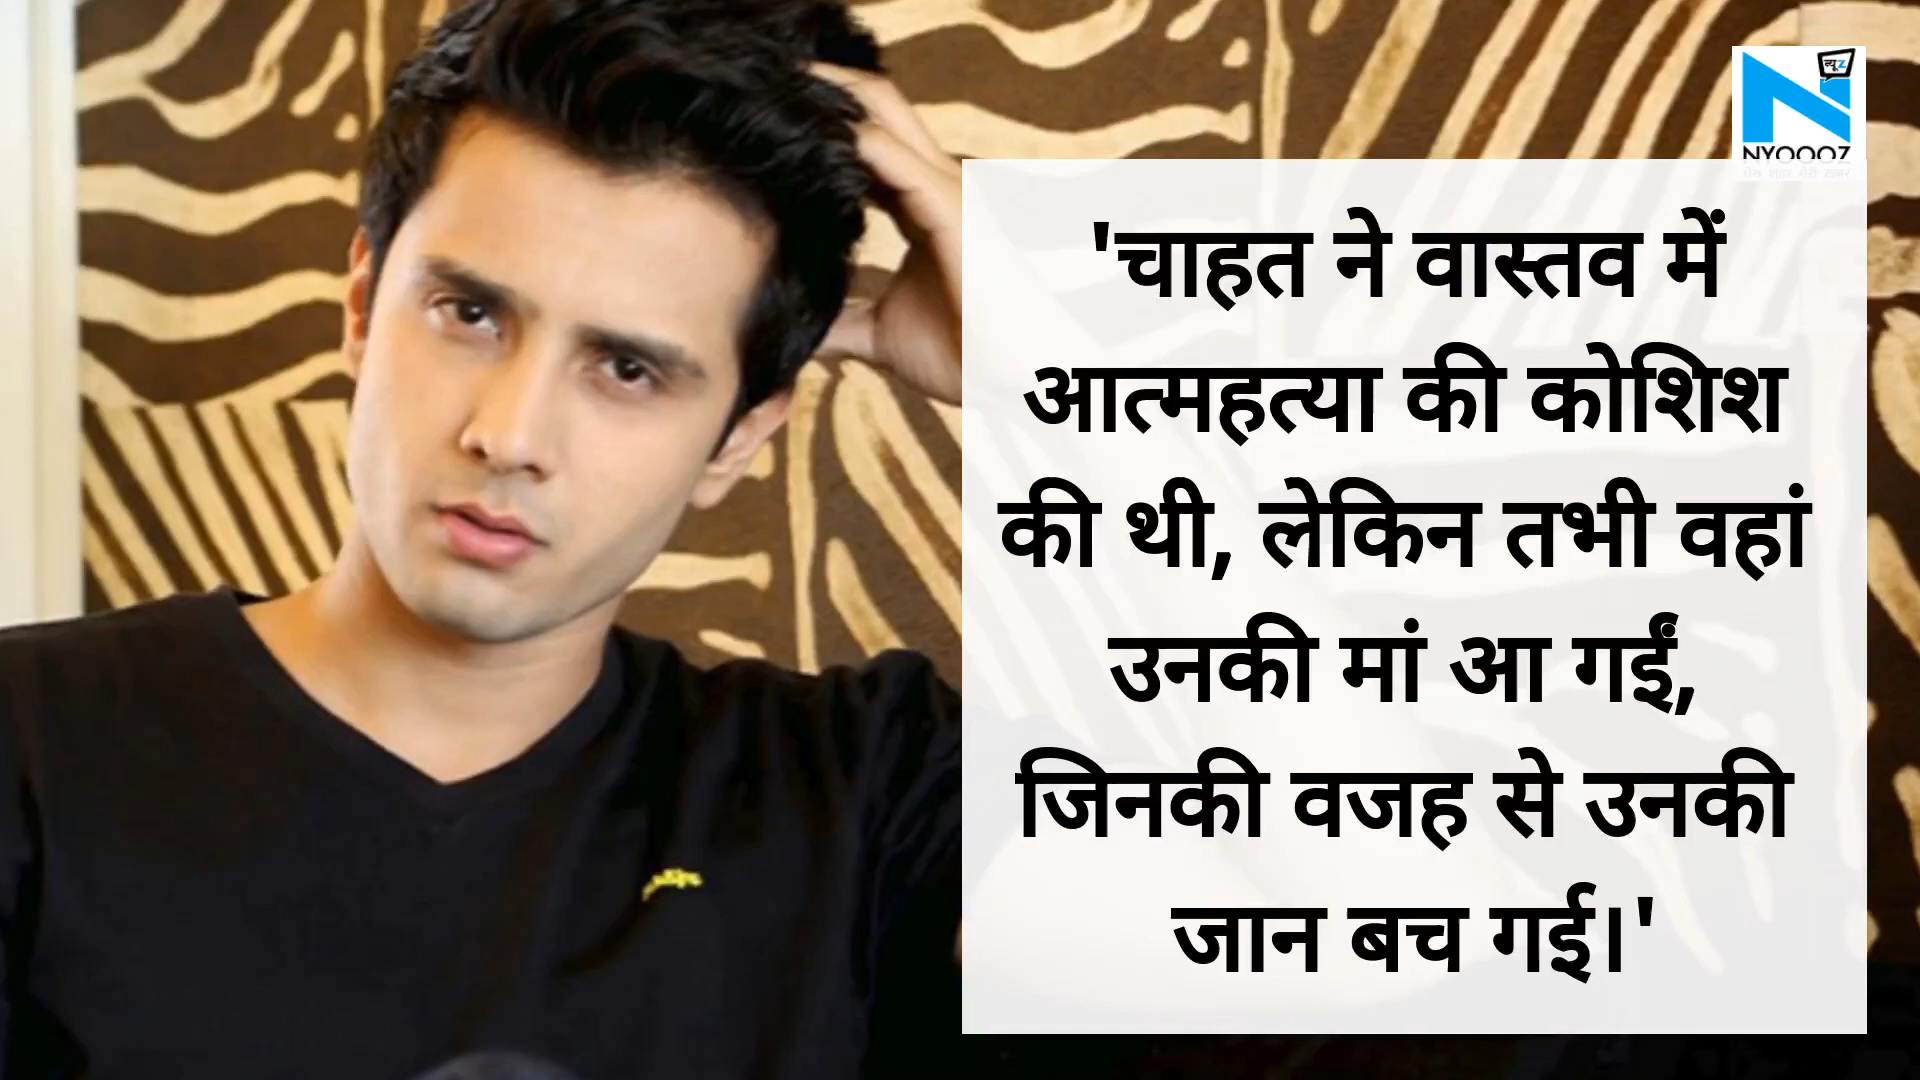 न्यूz
NYOOOZ
'चाहत ने वास्तव में
आत्महत्या की कोशिश
की थी, लेकिन तभी वहां
उनकी मां आ गईं,
जिनकी वजह से उनकी
जान बच गई।'